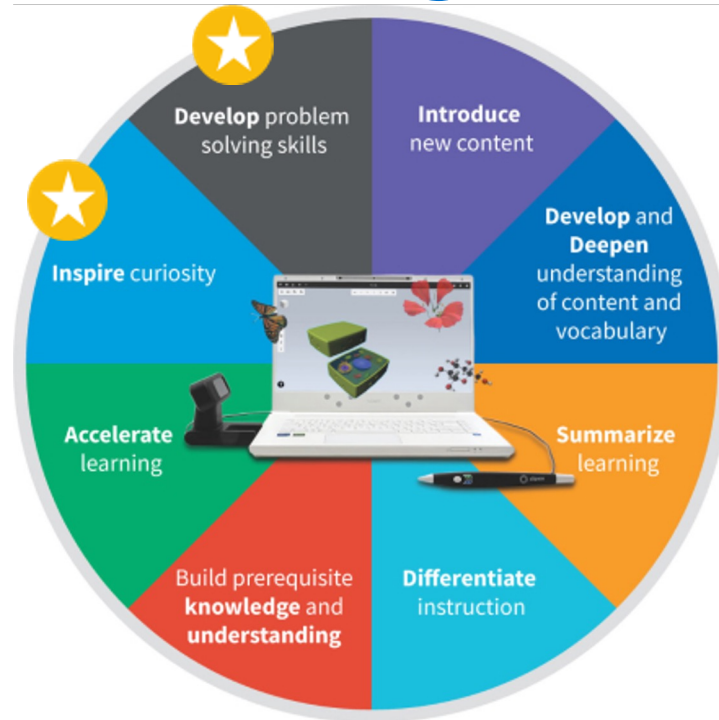 Develop problem
solving skills
Introduce
new content
Develop and
Deepen
understanding
of content and
vocabulary
Inspire curiosity
Accelerate
learning
Summarize
learning
Build prerequisite
knowledge and
understanding
Differentiate
instruction